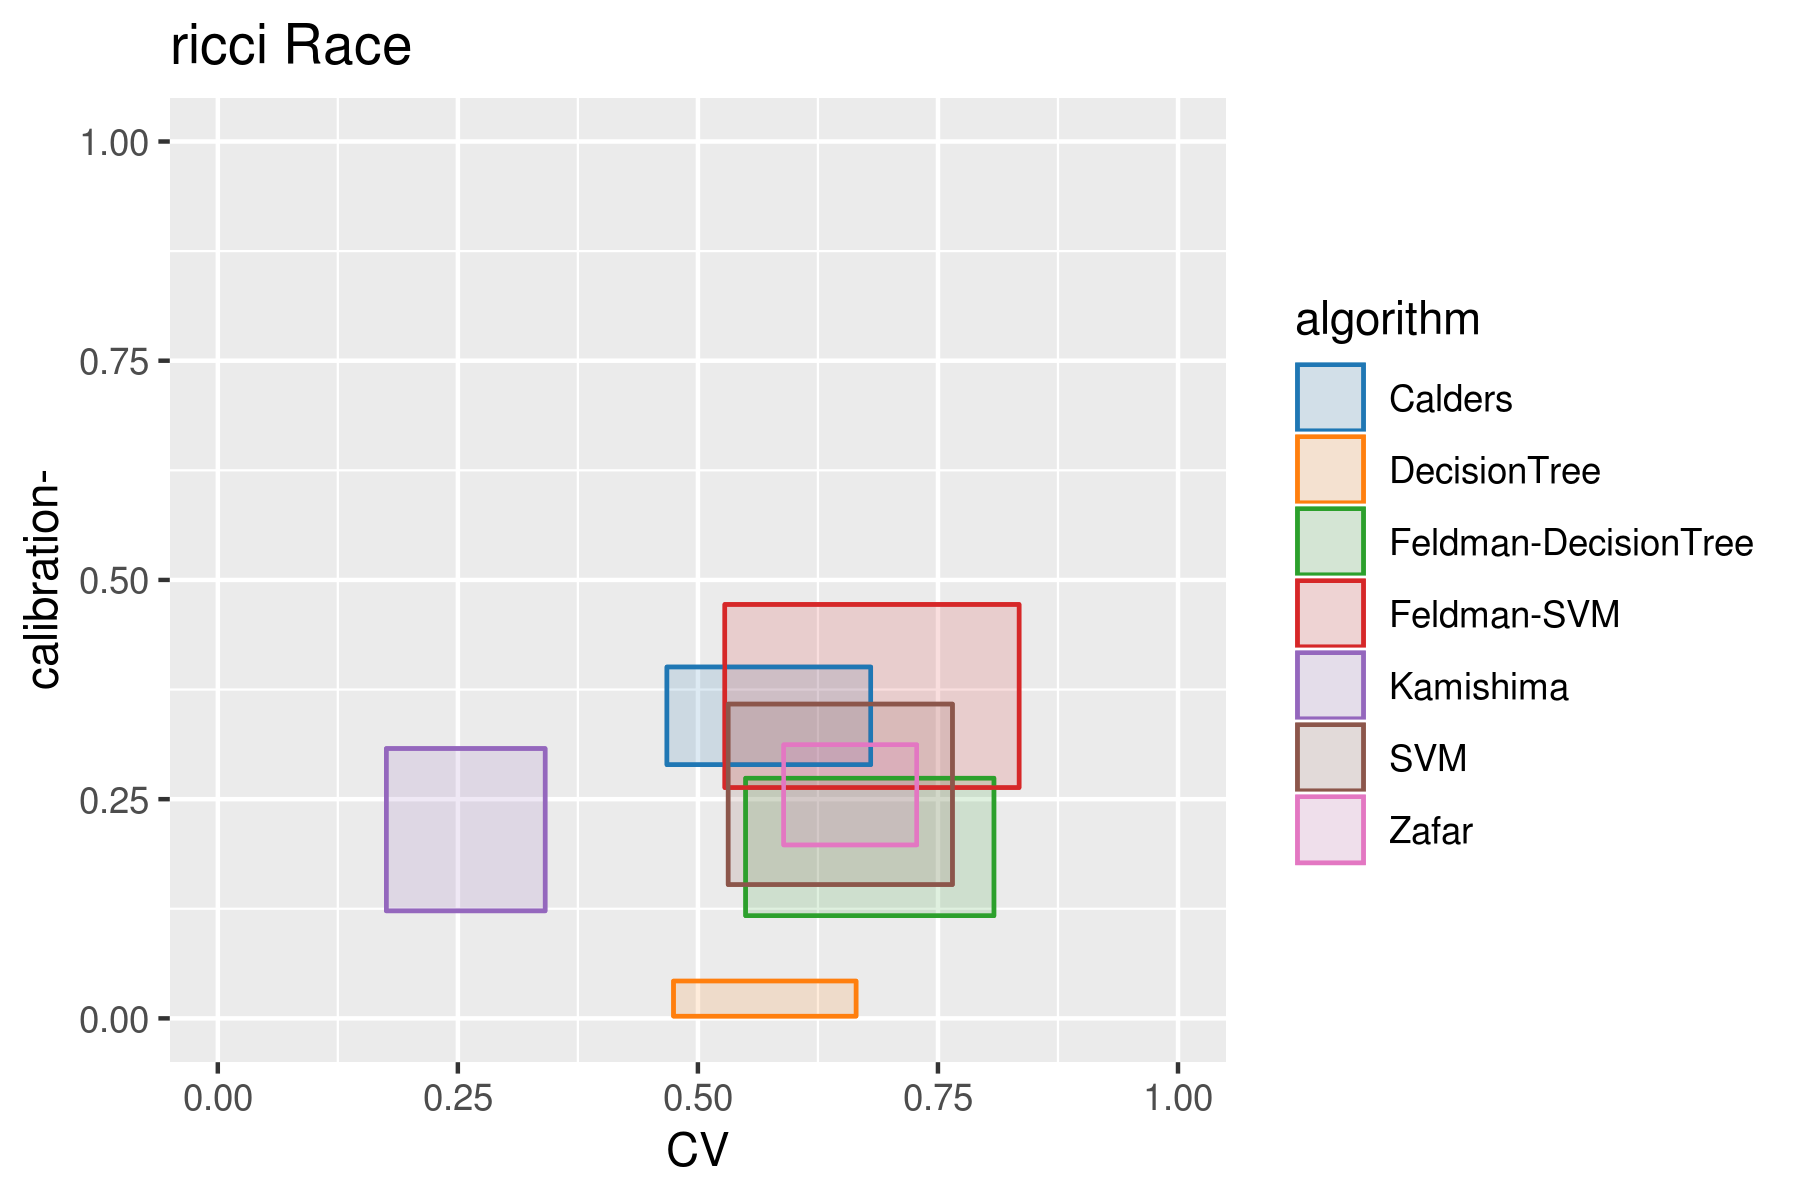 ricci Race
calibration-
1.00
0.75
0.50
0.25
0.00
0.00 0.25 0.50 0.75 1.00
CV
algorithm
Calders
DecisionTree
Feldman-DecisionTree
Feldman-SVM
Kamishima
SVM
Zafar